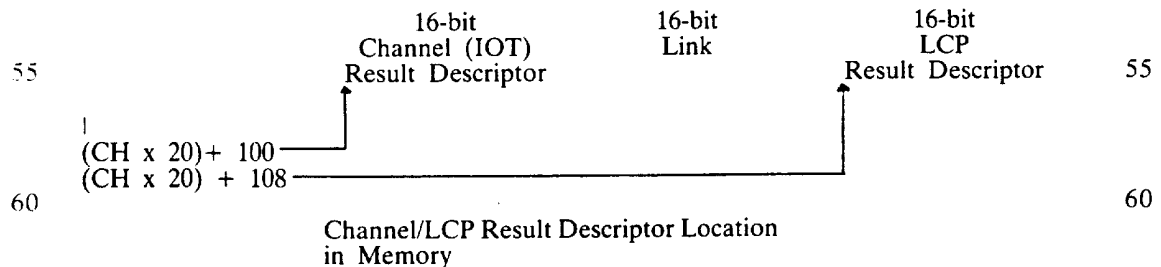 16-bit 16-bit 16-bit
Channel (IOT) Link LCP
55 Result Descriptor Result Descriptor 55
(CH x 20)+ 100
(CH x 20) + 108
60 60
Channel/LCP Result Descriptor Location
in Memory